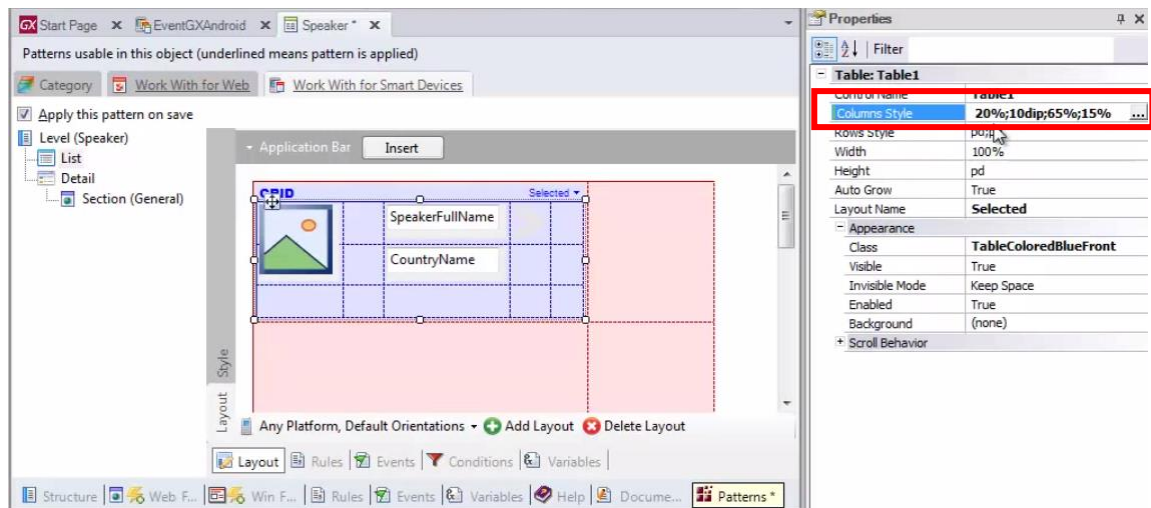 GX Start Page x EventGXAndroid x Speaker * x
Patterns usable in this object (underlined means pattern is applied)
Category Work With for Web Work With for Smart Devices
Apply this pattern on save
Level (Speaker)
List
Detail
Section (General)
Application Bar Insert
GRID Selected
SpeakerFullName
CountryName
Style
Layout
Any Platform, Default Orientations Add Layout Delete Layout
Layout Rules Events Conditions Variables
Structure Web F... Win F... Rules Events Variables Help Docume... Patterns *
Properties
Filter
Table: Table1
Control Name Table1
Columns Style 20%;10dip;65%;15% ...
Rows Style
Width 100%
Height pd
Auto Grow True
Layout Name Selected
Appearance
Class TableColoredBlueFront
Visible True
Invisible Mode Keep Space
Enabled True
Background (none)
Scroll Behavior